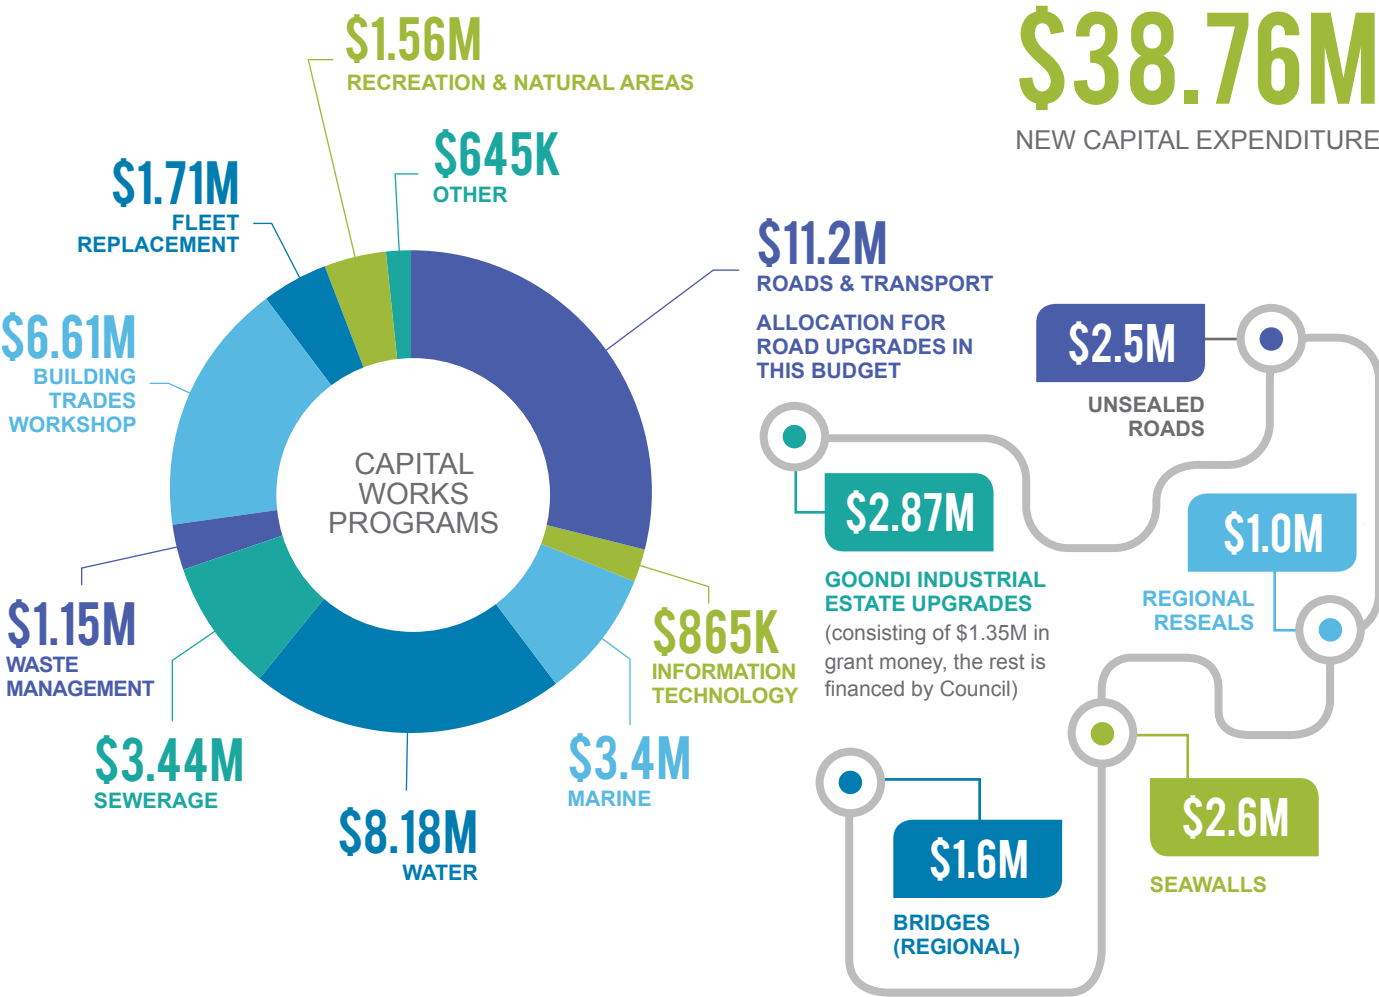 $38.76M
NEW CAPITAL EXPENDITURE
$1.56M
RECREATION & NATURAL AREAS
$645K
OTHER
$1.71M
FLEET
REPLACEMENT
$6.61M
BUILDING
TRADES
WORKSHOP
CAPITAL
WORKS
PROGRAMS
$1.15M
WASTE
MANAGEMENT
$3.44M
SEWERAGE
$8.18M
WATER
$3.4M
MARINE
$865K
INFORMATION
TECHNOLOGY
$11.2M
ROADS & TRANSPORT
ALLOCATION FOR
ROAD UPGRADES IN
THIS BUDGET
$2.5M
UNSEALED
ROADS
$2.87M
GOONDI INDUSTRIAL
ESTATE UPGRADES
(consisting of $1.35M in
grant money, the rest is
financed by Council)
$1.0M
REGIONAL
RESEALS
$2.6M
SEAWALLS
$1.6M
BRIDGES
(REGIONAL)